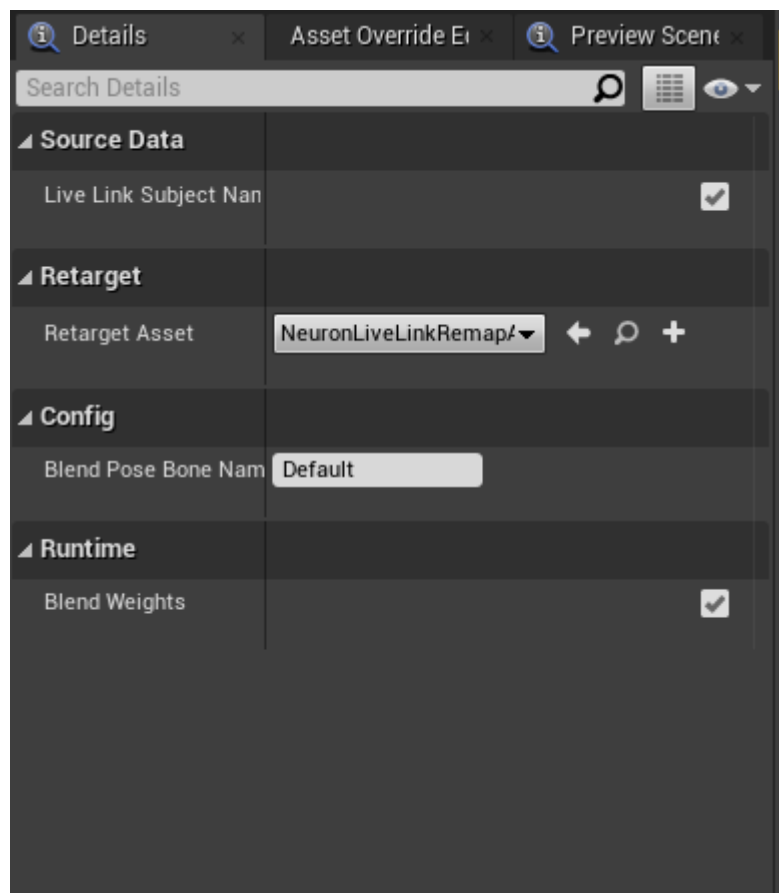 Details
Asset Override E
Preview Scene
Search Details
Source Data
Live Link Subject Nan
Retarget
Retarget Asset
NeuronLiveLinkRemap
Config
Blend Pose Bone Nam
Default
Runtime
Blend Weights